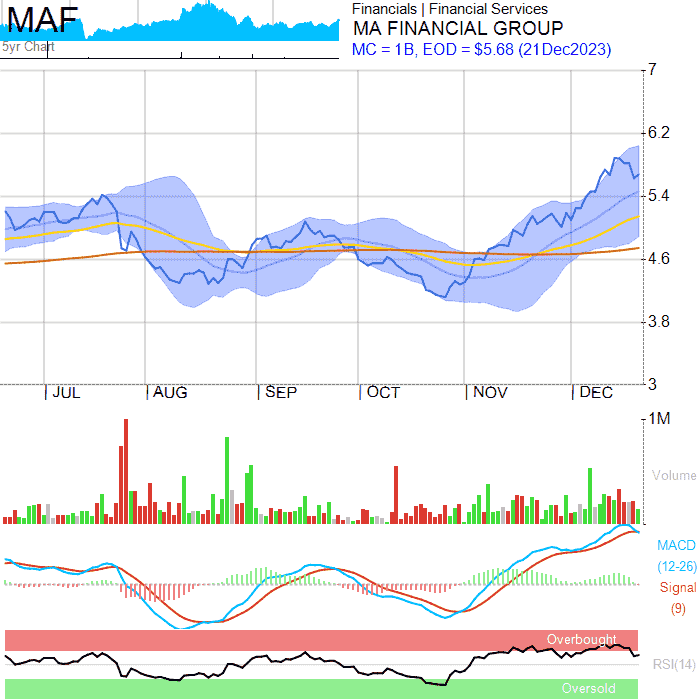 MAF
5yr Chart
Financials | Financial Services
MA FINANCIAL GROUP
MC = 1B, EOD = $5.68 (21Dec2023)
7
6.2
5.4
4.6
3.8
3
JUL AUG SEP OCT NOV DEC
1M
Volume
MACD
(12-26)
Signal
(9)
Overbought
RSI(14)
Oversold